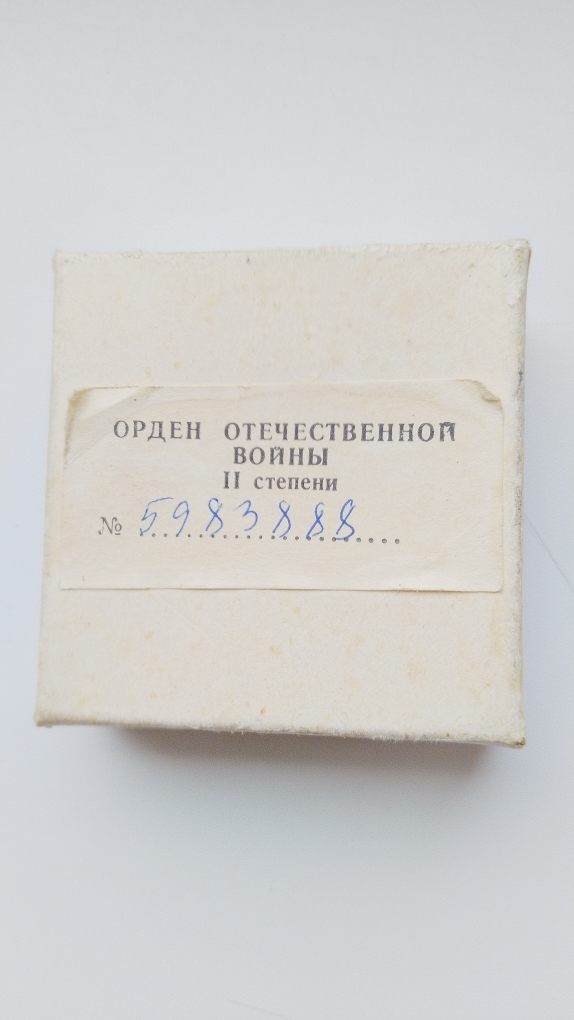 ОРДЕН ОТЕЧЕСТВЕННОЙ
ВОЙНЫ
II степени
№ 5983888